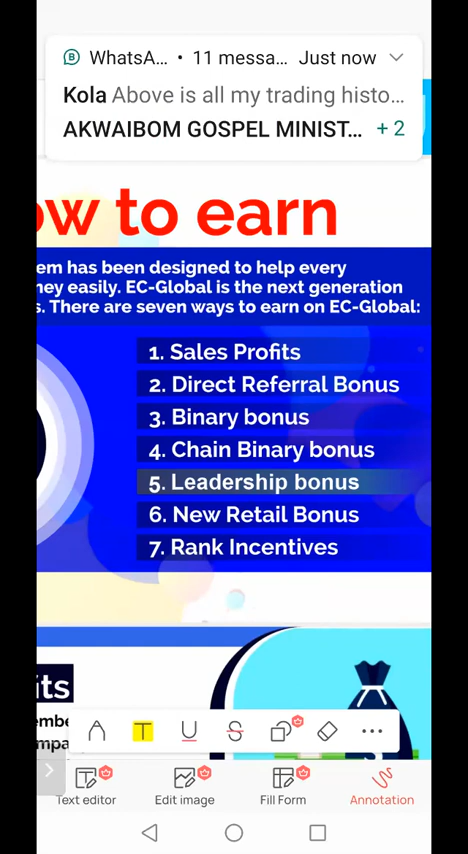 WhatsA... • 11 messa... Just now
Kola Above is all my trading histo...
AKWAIBOM GOSPEL MINIST... + 2
ow to earn
em has been designed to help every
ney easily. EC-Global is the next generation
s. There are seven ways to earn on EC-Global:
1. Sales Profits
2. Direct Referral Bonus
3. Binary bonus
4. Chain Binary bonus
5. Leadership bonus
6. New Retail Bonus
7. Rank Incentives
its
embe
mpa
Text editor Edit image Fill Form Annotation